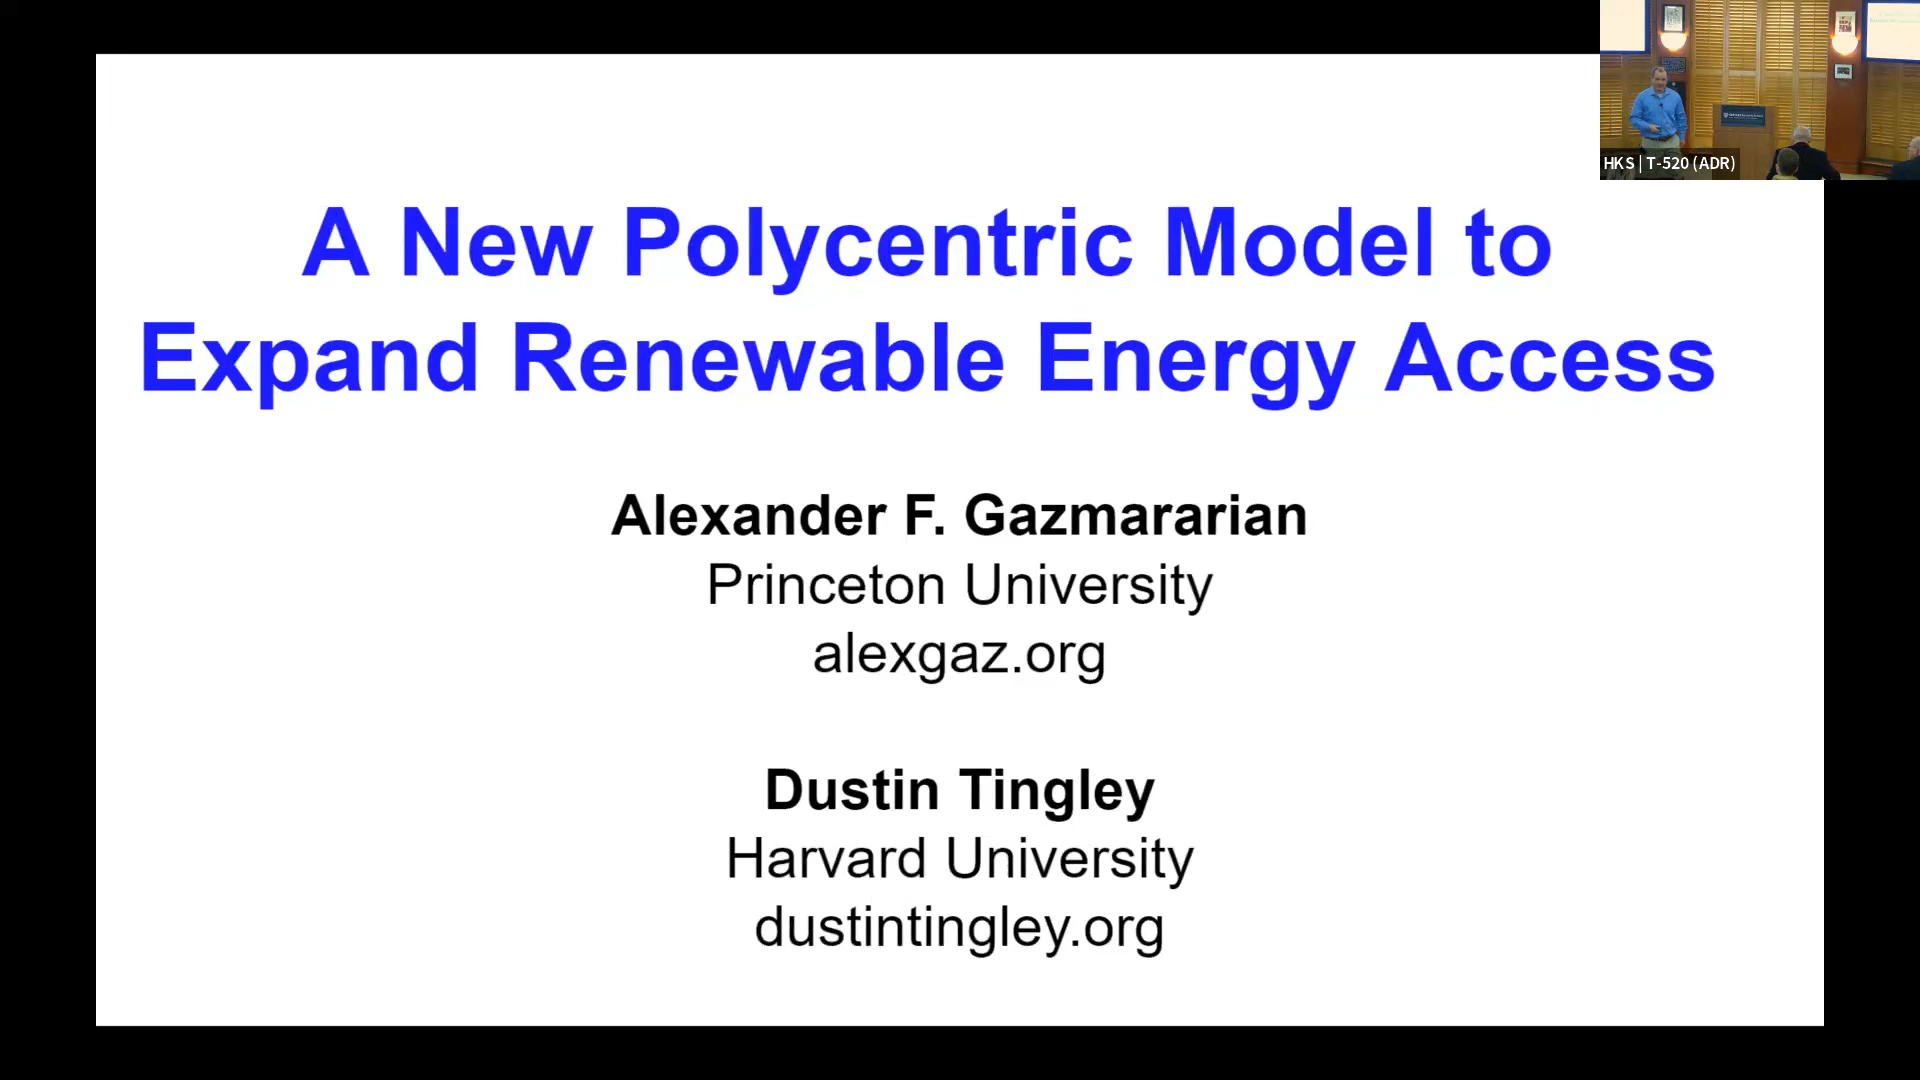 A New Polycentric Model to
Expand Renewable Energy Access
Alexander F. Gazmararian
Princeton University
alexgaz.org
Dustin Tingley
Harvard University
dustintingley.org
HKS | T-520 (ADR)